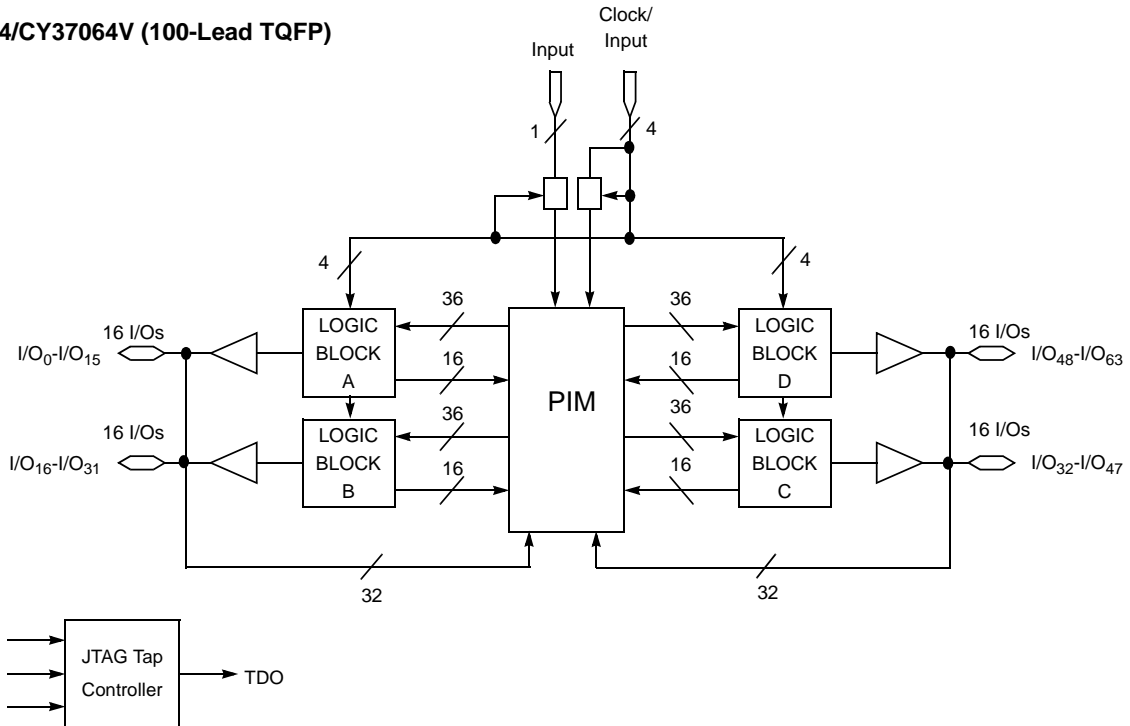 4/CY37064V (100-Lead TQFP)
Clock/
Input
Input
1
4
4
4
LOGIC
BLOCK
A
36
16
PIM
36
16
LOGIC
BLOCK
D
16 I/Os
I/O0-I/O15
16 I/Os
I/O48-I/O63
LOGIC
BLOCK
B
36
16
36
16
LOGIC
BLOCK
C
16 I/Os
I/O16-I/O31
16 I/Os
I/O32-I/O47
32
32
JTAG Tap
Controller
TDO